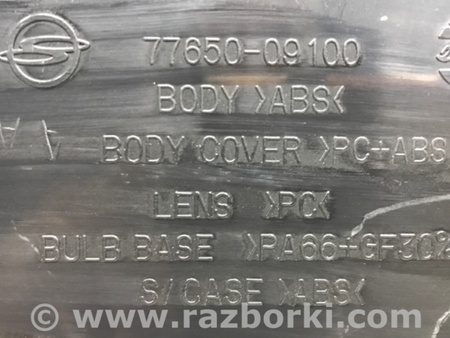 77650-09100
BODY >ABS<
BODY COVER >PC+ABS
LENS >PC<
BULB BASE >PA66+GF30%
S/CASE >ABS<
© www.razborki.com